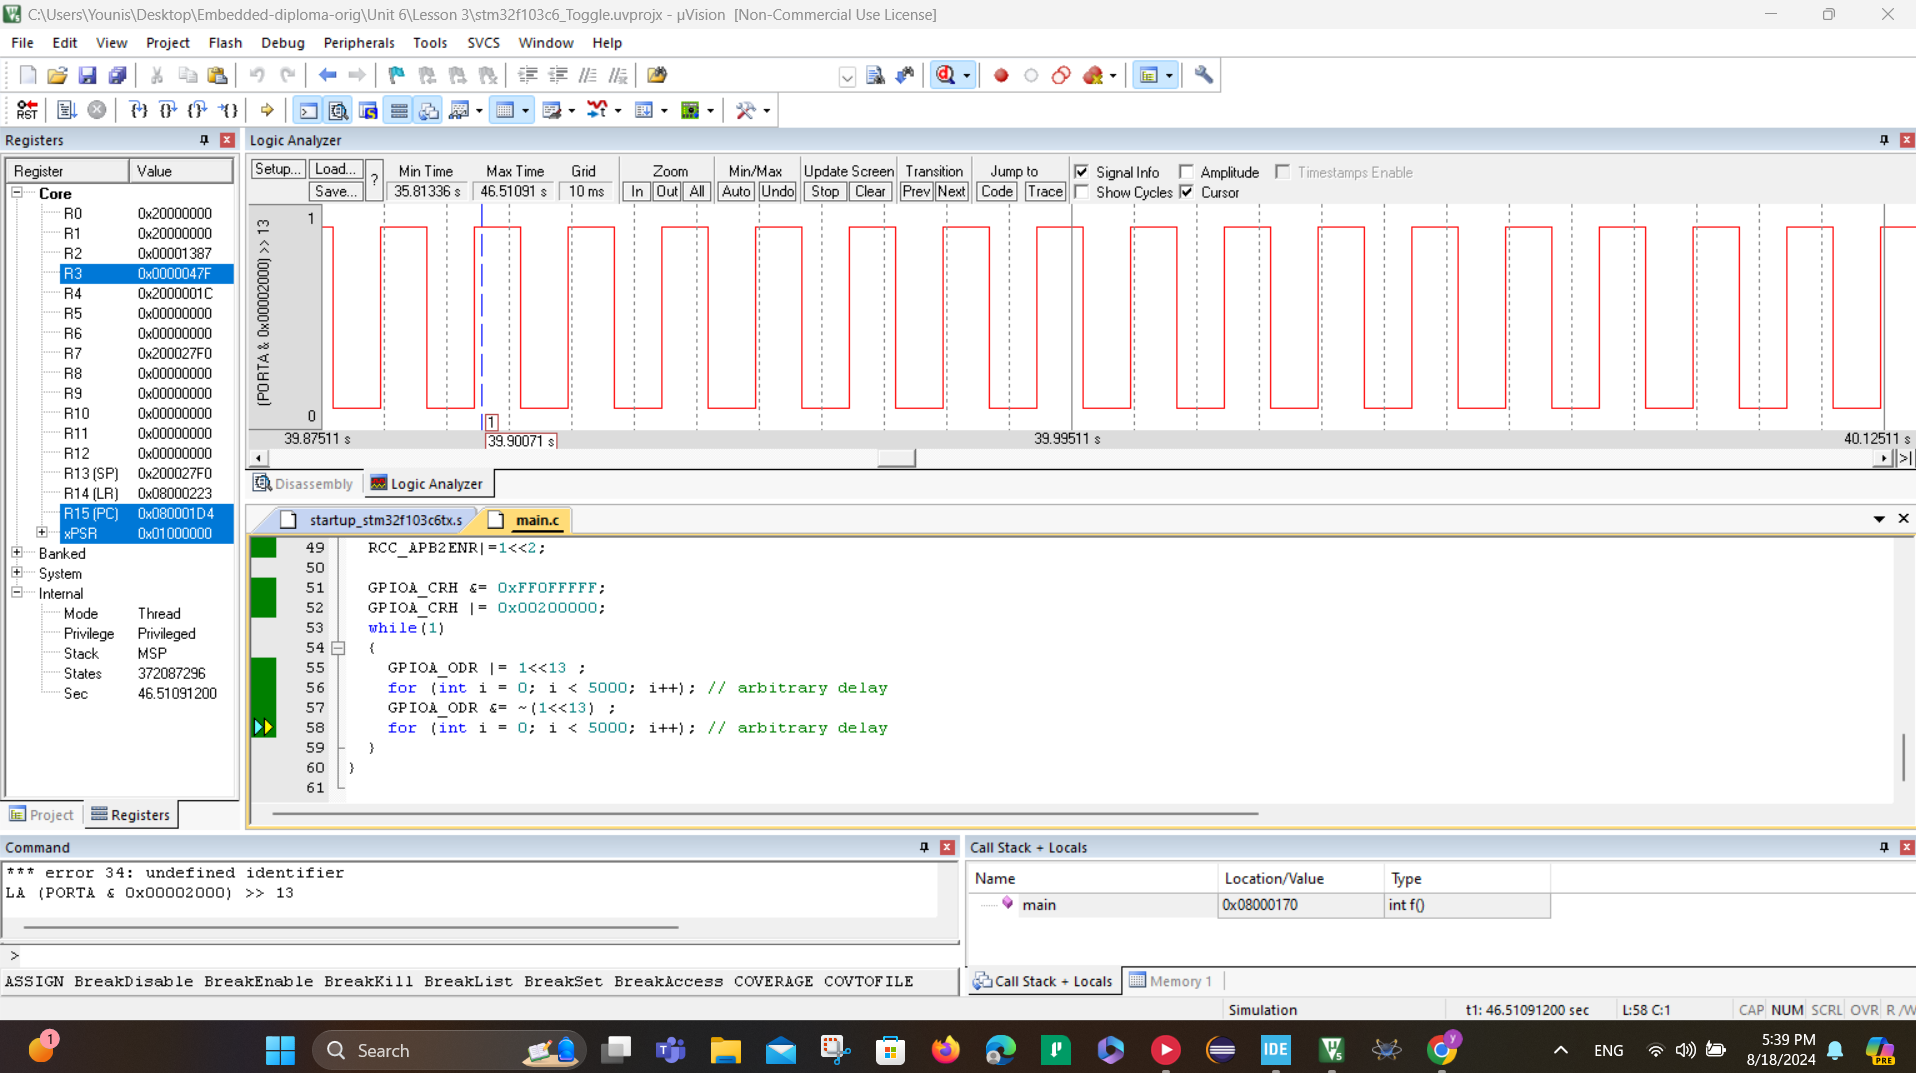 C:\Users\Younis\Desktop\Embedded-diploma-orig\Unit 6\Lesson 3\stm32f103c6_Toggle.uvprojx - µVision [Non-Commercial Use License]
File Edit View Project Flash Debug Peripherals Tools SVCS Window Help
RST
Registers
Register Value
Core
R0 0x20000000
R1 0x20000000
R2 0x00001387
R3 0x0000047F
R4 0x2000001C
R5 0x00000000
R6 0x00000000
R7 0x200027F0
R8 0x00000000
R9 0x00000000
R10 0x00000000
R11 0x00000000
R12 0x00000000
R13 (SP) 0x200027F0
R14 (LR) 0x08000223
R15 (PC) 0x080001D4
xPSR 0x01000000
Banked
System
Internal
Mode Thread
Privilege Privileged
Stack MSP
States 372087296
Sec 46.51091200
Project Registers
Logic Analyzer
Setup... Load... ? Min Time Max Time Grid Zoom Min/Max Update Screen Transition Jump to Signal Info Amplitude Timestamps Enable
Save... 35.81336 s 46.51091 s 10 ms In Out All Auto Undo Stop Clear Prev Next Code Trace Show Cycles Cursor
(PORTA & 0x00002000) >> 13
1
0
1
39.87511 s 39.90071 s 39.99511 s 40.12511 s
Disassembly Logic Analyzer
startup_stm32f103c6tx.s main.c
49 RCC_APB2ENR|=1<<2;
50
51 GPIOA_CRH &= 0xFF0FFFFF;
52 GPIOA_CRH |= 0x00200000;
53 while(1)
54 {
55 GPIOA_ODR |= 1<<13 ;
56 for (int i = 0; i < 5000; i++); // arbitrary delay
57 GPIOA_ODR &= ~(1<<13) ;
58 for (int i = 0; i < 5000; i++); // arbitrary delay
59 }
60 }
61
Command
*** error 34: undefined identifier
LA (PORTA & 0x00002000) >> 13
>
ASSIGN BreakDisable BreakEnable BreakKill BreakList BreakSet BreakAccess COVERAGE COVTOFILE
Call Stack + Locals
Name Location/Value Type
main 0x08000170 int f()
Call Stack + Locals Memory 1
Simulation t1: 46.51091200 sec L:58 C:1 CAP NUM SCRL OVR R/W
1 Search IDE y ENG 5:39 PM
8/18/2024
PRE